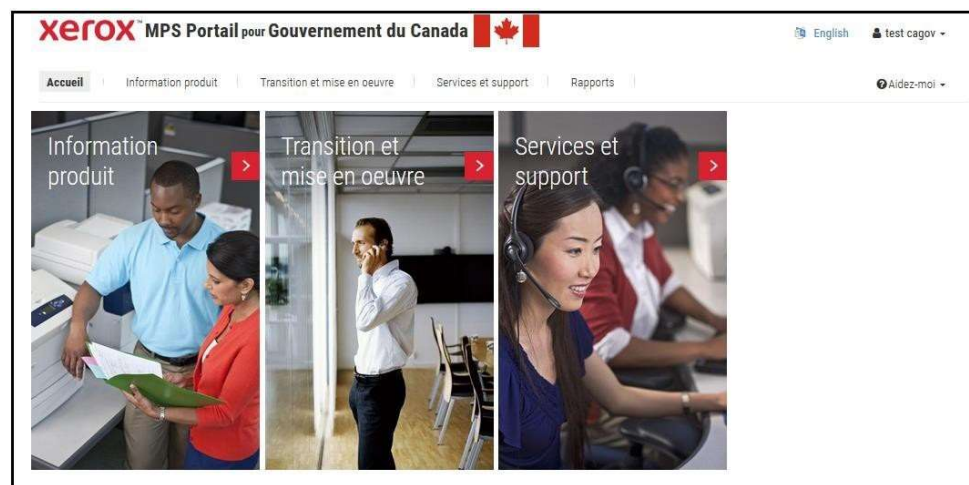 xerox™ MPS Portail pour Gouvernement du Canada
English
test cagov
Accueil
Information produit
Transition et mise en oeuvre
Services et support
Rapports
Aidez-moi
Information
produit
Transition et
mise en oeuvre
Services et
support